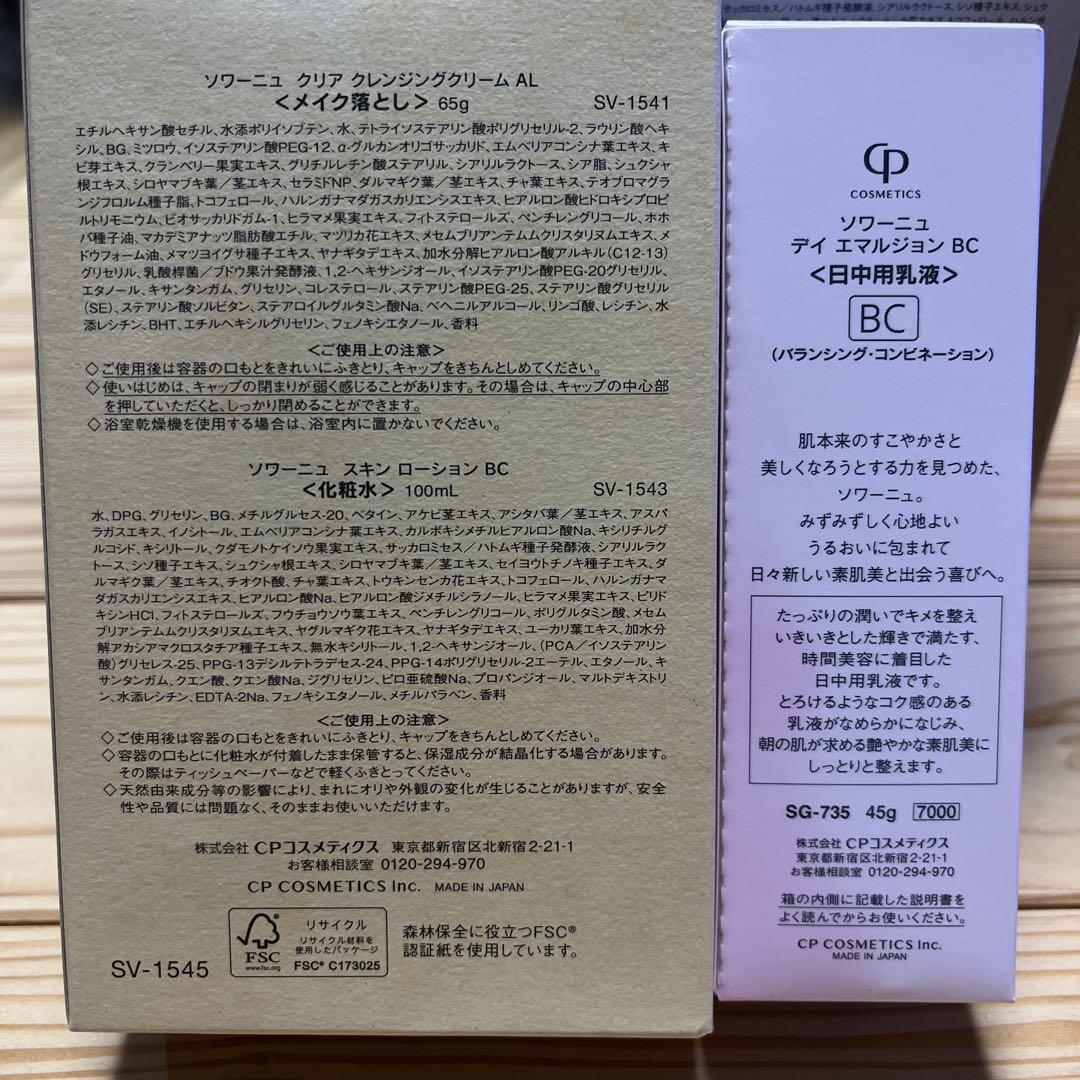 ソワーニュ クリア クレンジングクリーム AL
＜メイク落とし＞ 65g SV-1541
エチルヘキサン酸セチル、水添ポリイソブテン、水、テトライソステアリン酸ポリグリセリル-2、ラウリン酸ヘキ
シル、BG、ミツロウ、イソステアリン酸PEG-12、α-グルカンオリゴサッカリド、エムベリアコンシナ葉エキス、キ
ビ芽エキス、クランベリー果実エキス、グリチルレチン酸ステアリル、シアリルラクトース、シア脂、シュクシャ
根エキス、シロヤマブキ葉／茎エキス、セラミドNP、ダルマギク葉／茎エキス、チャ葉エキス、テオブロマグラ
ンジフロルム種子脂、トコフェロール、ハルンガナマダガスカリエンシスエキス、ヒアルロン酸ヒドロキシプロピ
ルトリモニウム、ビオサッカリドガム-1、ヒラマメ果実エキス、フィトステロールズ、ペンチレングリコール、ホホ
バ種子油、マカデミアナッツ脂肪酸エチル、マツリカ花エキス、メセムブリアンテムムクリスタリヌムエキス、メ
ドウフォーム油、メマツヨイグサ種子エキス、ヤナギタデエキス、加水分解ヒアルロン酸アルキル(C12-13)
グリセリル、乳酸桿菌／ブドウ果汁発酵液、1,2-ヘキサンジオール、イソステアリン酸PEG-20グリセリル、
エタノール、キサンタンガム、グリセリン、コレステロール、ステアリン酸PEG-25、ステアリン酸グリセリル
(SE)、ステアリン酸ソルビタン、ステアロイルグルタミン酸Na、ベヘニルアルコール、リンゴ酸、レシチン、水
添レシチン、BHT、エチルヘキシルグリセリン、フェノキシエタノール、香料
＜ご使用上の注意＞
◇ご使用後は容器の口もとをきれいにふきとり、キャップをきちんとしめてください。
◇使いはじめは、キャップの閉まりが弱く感じることがあります。その場合は、キャップの中心部
を押していただくと、しっかり閉めることができます。
◇浴室乾燥機を使用する場合は、浴室内に置かないでください。
ソワーニュ スキン ローション BC
＜化粧水＞ 100mL SV-1543
水、DPG、グリセリン、BG、メチルグルセス-20、ベタイン、アケビ茎エキス、アシタバ葉／茎エキス、アスパ
ラガスエキス、イノシトール、エムベリアコンシナ葉エキス、カルボキシメチルヒアルロン酸Na、キシリチルグ
ルコシド、キシリトール、クダモノトケイソウ果実エキス、サッカロミセス／ハトムギ種子発酵液、シアリルラク
トース、シソ種子エキス、シュクシャ根エキス、シロヤマブキ葉／茎エキス、セイヨウトチノキ種子エキス、ダ
ルマギク葉／茎エキス、チオクト酸、チャ葉エキス、トウキンセンカ花エキス、トコフェロール、ハルンガナマ
ダガスカリエンシスエキス、ヒアルロン酸Na、ヒアルロン酸ジメチルシラノール、ヒラマメ果実エキス、ピリド
キシンHCl、フィトステロールズ、フウチョウソウ葉エキス、ペンチレングリコール、ポリグルタミン酸、メセム
ブリアンテムムクリスタリヌムエキス、ヤグルマギク花エキス、ヤナギタデエキス、ユーカリ葉エキス、加水分
解アカシアマクロスタチア種子エキス、無水キシリトール、1,2-ヘキサンジオール、(PCA／イソステアリン
酸)グリセレス-25、PPG-13デシルテトラデセス-24、PPG-14ポリグリセリル-2エーテル、エタノール、キ
サンタンガム、クエン酸、クエン酸Na、ジグリセリン、ピロ亜硫酸Na、プロパンジオール、マルトデキストリ
ン、水添レシチン、EDTA-2Na、フェノキシエタノール、メチルパラベン、香料
＜ご使用上の注意＞
◇ご使用後は容器の口もとをきれいにふきとり、キャップをきちんとしめてください。
◇容器の口もとに化粧水が付着したまま保管すると、保湿成分が結晶化する場合があります。
その際はティッシュペーパーなどで軽くふきとってください。
◇天然由来成分等の影響により、まれにオリや外観の変化が生じることがありますが、安全
性や品質には問題なく、そのままお使いいただけます。
株式会社 CPコスメティクス 東京都新宿区北新宿2-21-1
お客様相談室 0120-294-970
CP COSMETICS Inc. MADE IN JAPAN
SV-1545
FSC
www.fsc.org
リサイクル
リサイクル材料を
使用したパッケージ
FSC® C173025
森林保全に役立つFSC®
認証紙を使用しています。
サッカロミセス／ハトムギ種子発酵液、シアリルラクトース、シソ種子エキス、シュク
CP
COSMETICS
ソワーニュ
デイ エマルジョン BC
＜日中用乳液＞
BC
(バランシング・コンビネーション)
肌本来のすこやかさと
美しくなろうとする力を見つめた、
ソワーニュ。
みずみずしく心地よい
うるおいに包まれて
日々新しい素肌美と出会う喜びへ。
たっぷりの潤いでキメを整え
いきいきとした輝きで満たす、
時間美容に着目した
日中用乳液です。
とろけるようなコク感のある
乳液がなめらかになじみ、
朝の肌が求める艶やかな素肌美に
しっとりと整えます。
SG-735 45g 7000
株式会社 CPコスメティクス
東京都新宿区北新宿2-21-1
お客様相談室 0120-294-970
箱の内側に記載した説明書を
よく読んでからお使いください。
CP COSMETICS Inc.
MADE IN JAPAN